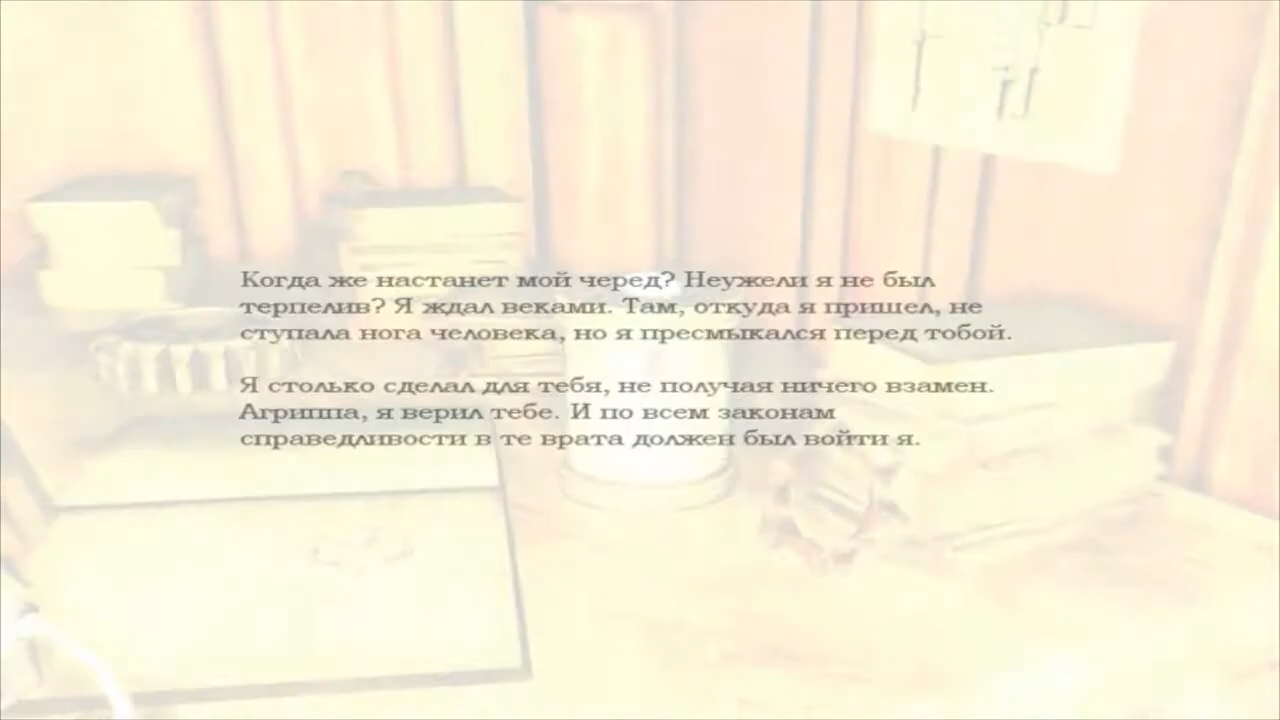 Когда же настанет мой черед? Неужели я не был
терпелив? Я ждал веками. Там, откуда я пришел, не
ступала нога человека, но я пресмыкался перед тобой.
Я столько сделал для тебя, не получая ничего взамен.
Агриппа, я верил тебе. И по всем законам
справедливости в те врата должен был войти я.